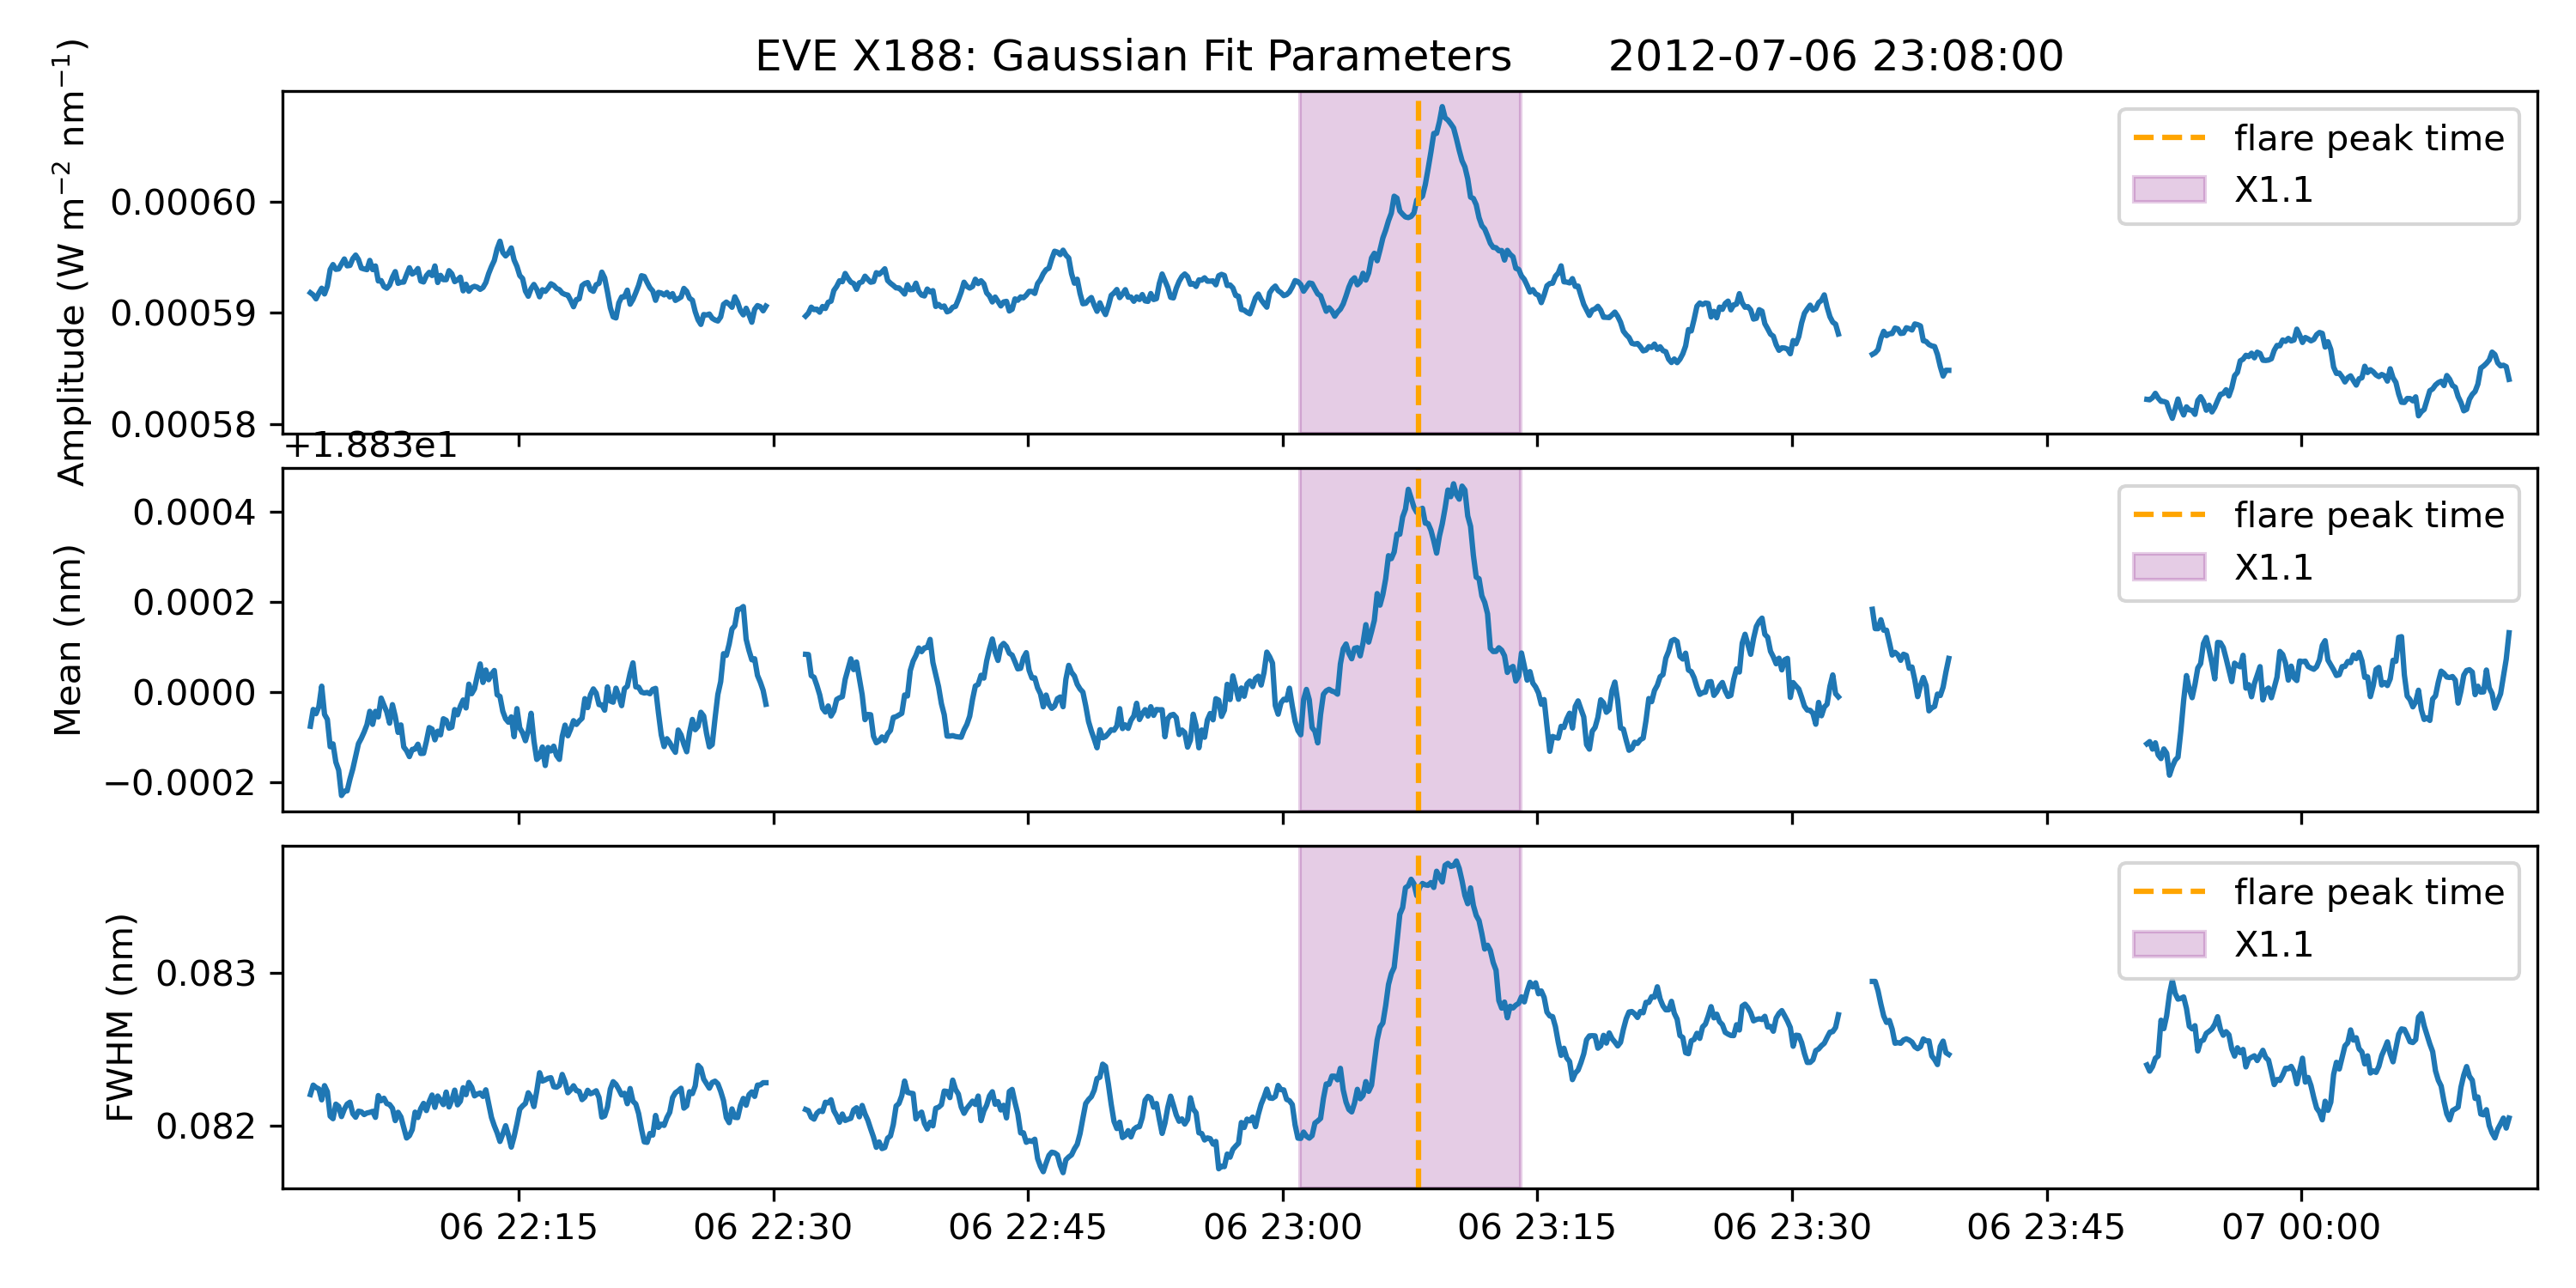 EVE X188: Gaussian Fit Parameters 2012-07-06 23:08:00
Amplitude (W m⁻² nm⁻¹)
0.00060
0.00059
0.00058
flare peak time
X1.1
+1.883e1
Mean (nm)
0.0004
0.0002
0.0000
−0.0002
flare peak time
X1.1
FWHM (nm)
0.083
0.082
flare peak time
X1.1
06 22:15 06 22:30 06 22:45 06 23:00 06 23:15 06 23:30 06 23:45 07 00:00